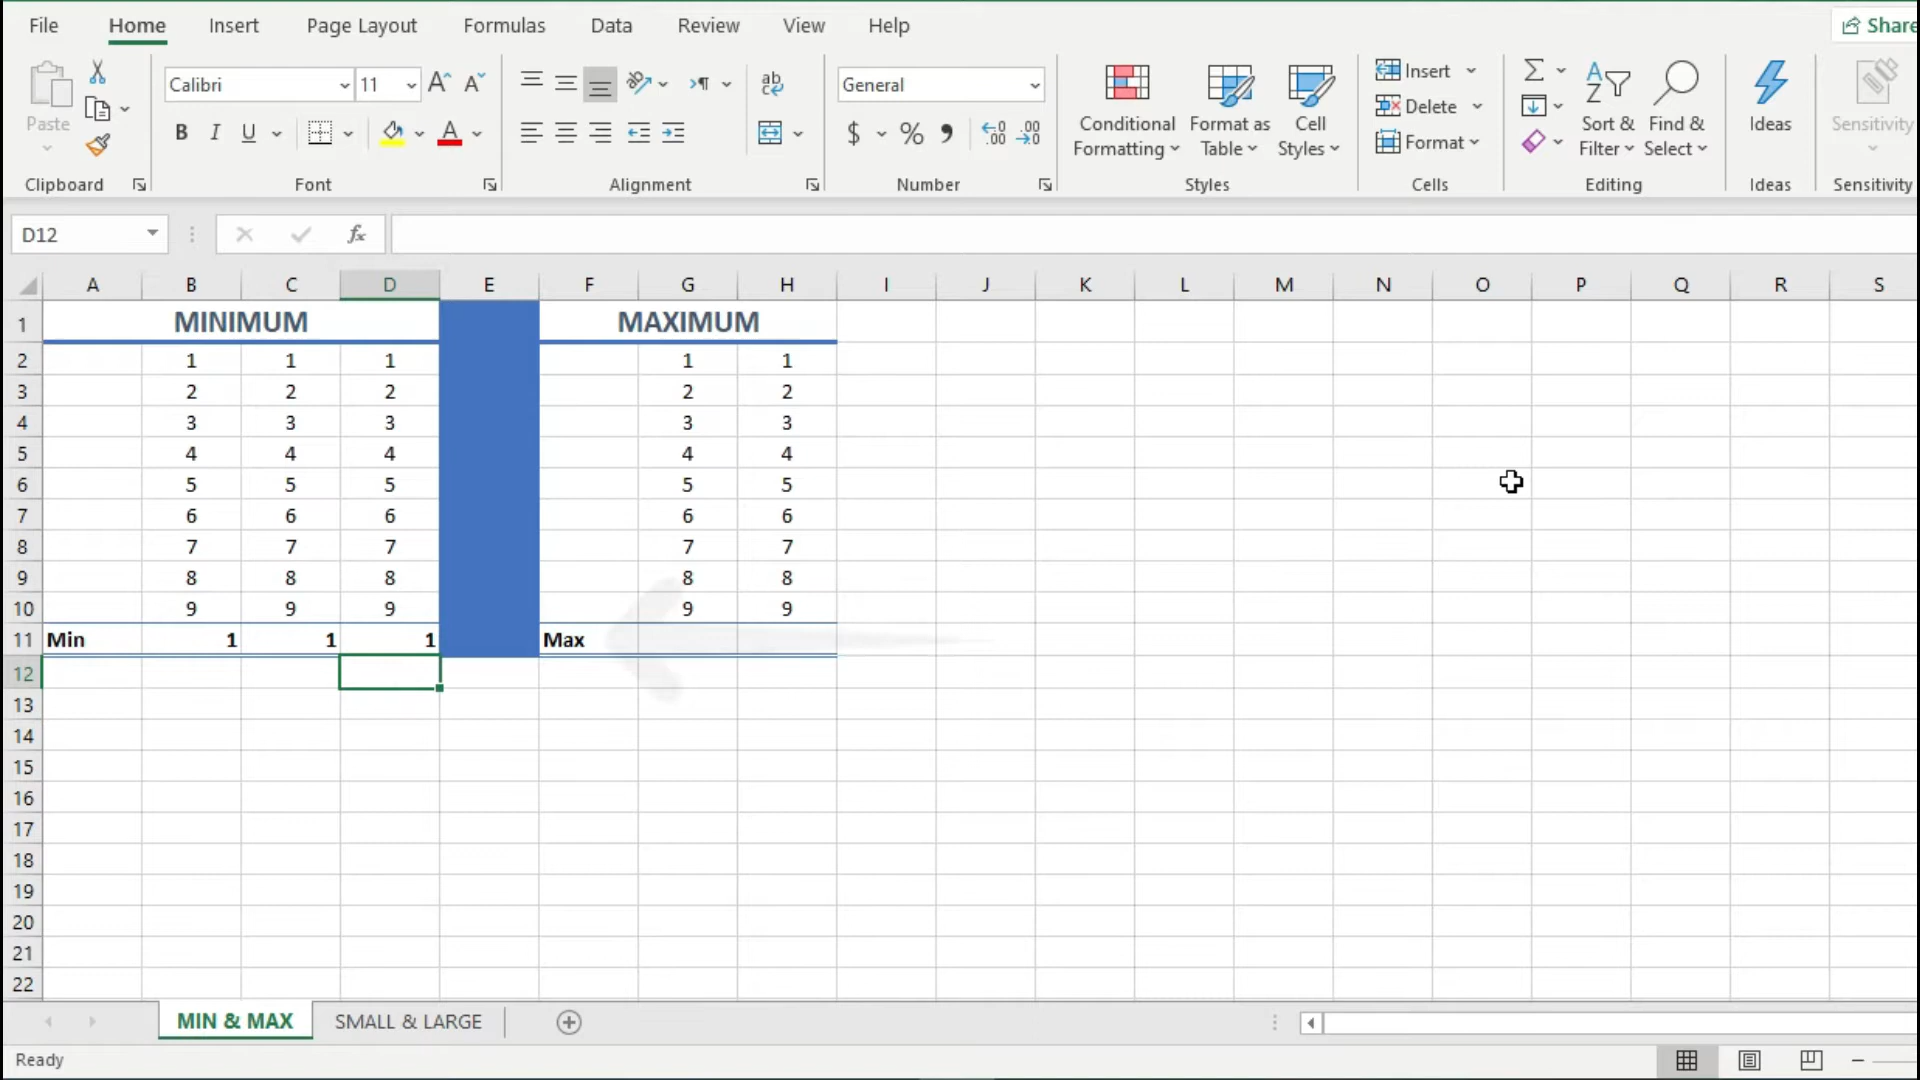 File Home Insert Page Layout Formulas Data Review View Help Share
Calibri 11 A A ab c General Insert Σ A Z
Paste B I U A $ % .00 .00 Conditional Formatting Format as Table Cell Styles Delete Sort & Filter Find & Select Ideas Sensitivity
Format
Clipboard Font Alignment Number Styles Cells Editing Ideas Sensitivity
D12 fx
A B C D E F G H I J K L M N O P Q R S
1 MINIMUM MAXIMUM
2 1 1 1 1 1
3 2 2 2 2 2
4 3 3 3 3 3
5 4 4 4 4 4
6 5 5 5 5 5
7 6 6 6 6 6
8 7 7 7 7 7
9 8 8 8 8 8
10 9 9 9 9 9
11 Min 1 1 1 Max
12
13
14
15
16
17
18
19
20
21
22
MIN & MAX SMALL & LARGE
Ready